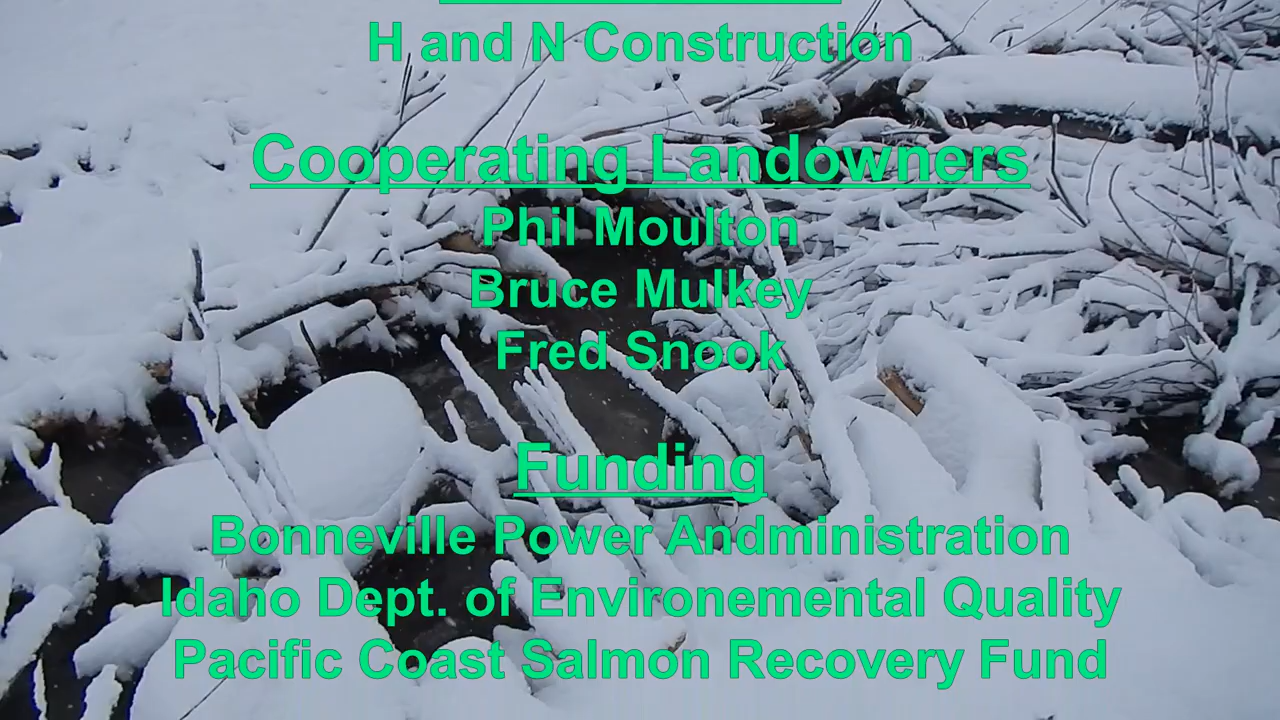 H and N Construction
Cooperating Landowners
Phil Moulton
Bruce Mulkey
Fred Snook
Funding
Bonneville Power Andministration
Idaho Dept. of Environemental Quality
Pacific Coast Salmon Recovery Fund